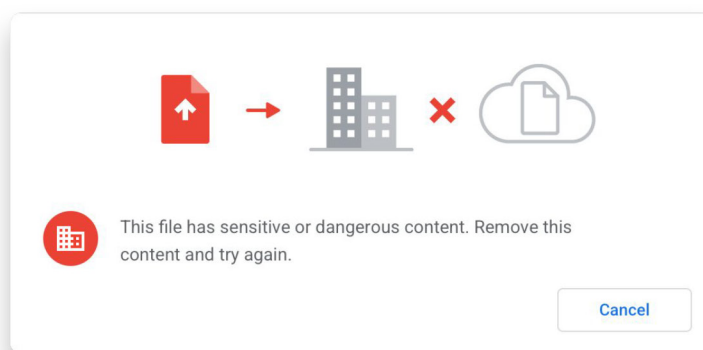 This file has sensitive or dangerous content. Remove this
content and try again.
Cancel